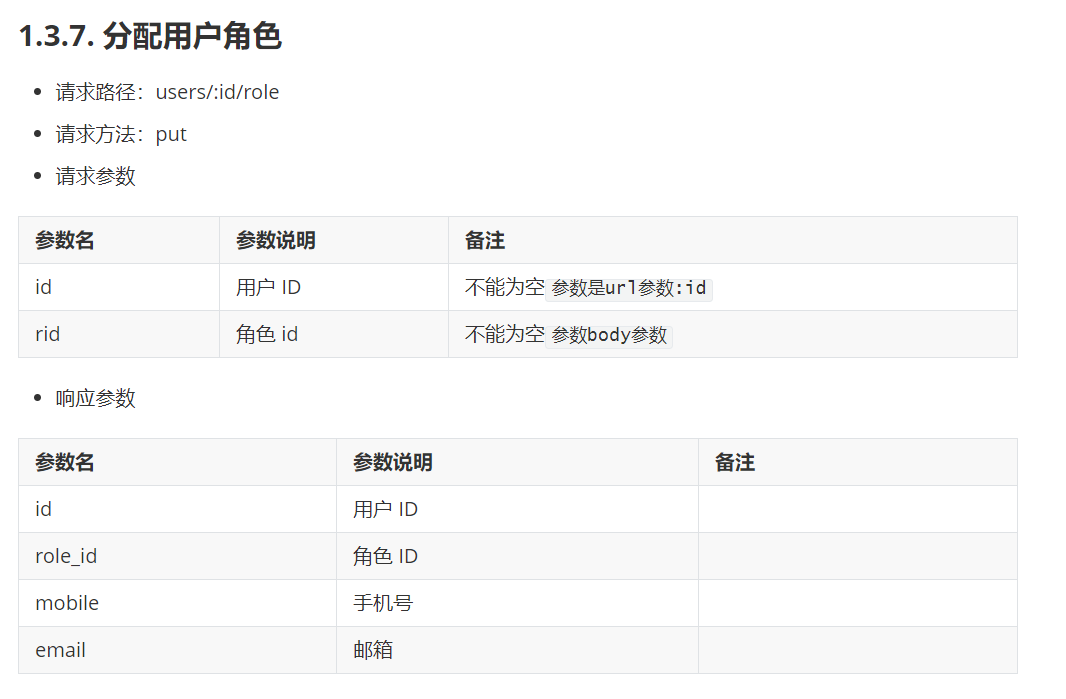 1.3.7. 分配用户角色
请求路径：users/:id/role
请求方法：put
请求参数
参数名 参数说明 备注
id 用户 ID 不能为空参数是url参数:id
rid 角色 id 不能为空参数body参数
响应参数
参数名 参数说明 备注
id 用户 ID
role_id 角色 ID
mobile 手机号
email 邮箱